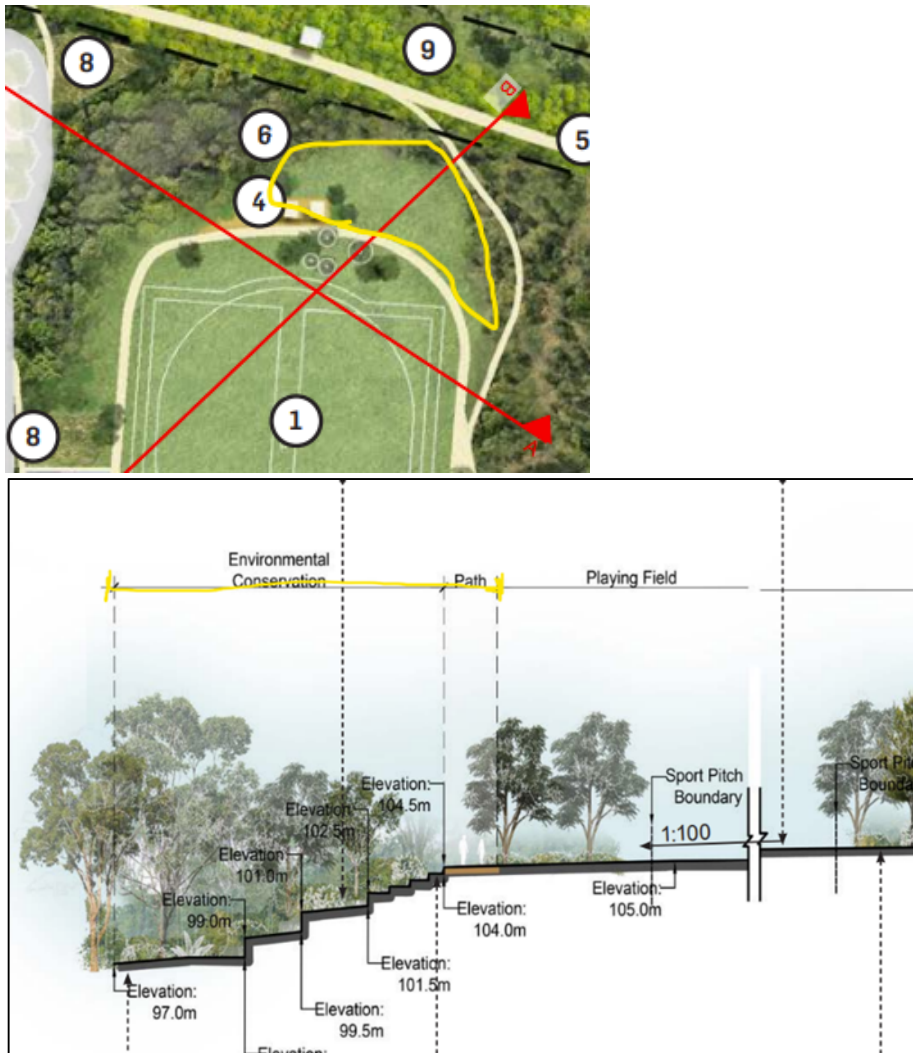 8
9
B
6
5
4
1
8
A
Environmental
Conservation
Path
Playing Field
Elevation:
104.5m
Sport Pitch
Boundary
Sport
Elevation:
102.5m
1:100
Elevation:
101.0m
Elevation:
99.0m
Elevation:
104.0m
Elevation:
105.0m
Elevation:
101.5m
Elevation:
97.0m
Elevation:
99.5m
Elevation: